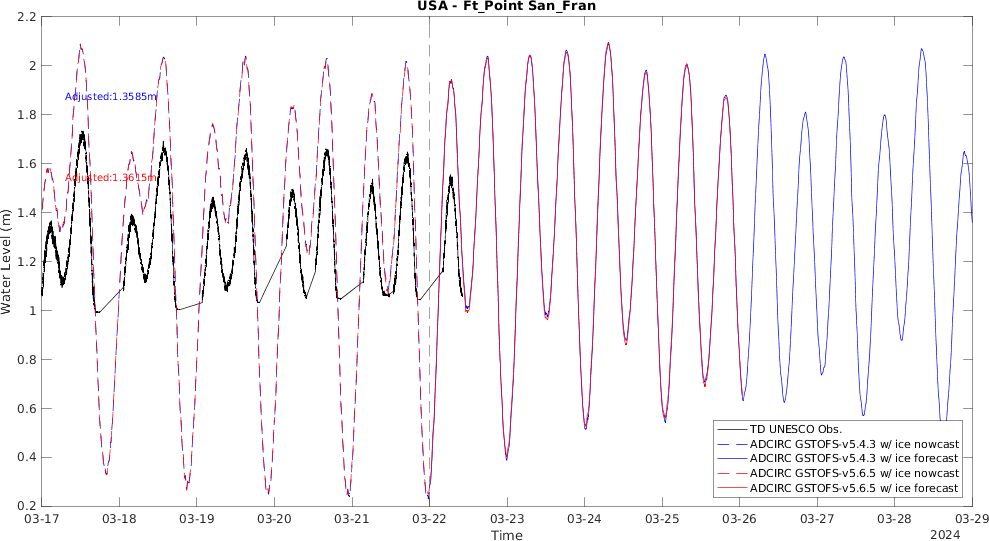 USA - Ft_Point San_Fran
2.2
2
1.8
1.6
1.4
1.2
1
0.8
0.6
0.4
0.2
Water Level (m)
Adjusted:1.3585m
Adjusted:1.3615m
TD UNESCO Obs.
ADCIRC GSTOFS-v5.4.3 w/ ice nowcast
ADCIRC GSTOFS-v5.4.3 w/ ice forecast
ADCIRC GSTOFS-v5.6.5 w/ ice nowcast
ADCIRC GSTOFS-v5.6.5 w/ ice forecast
03-17 03-18 03-19 03-20 03-21 03-22 03-23 03-24 03-25 03-26 03-27 03-28 03-29
Time 2024